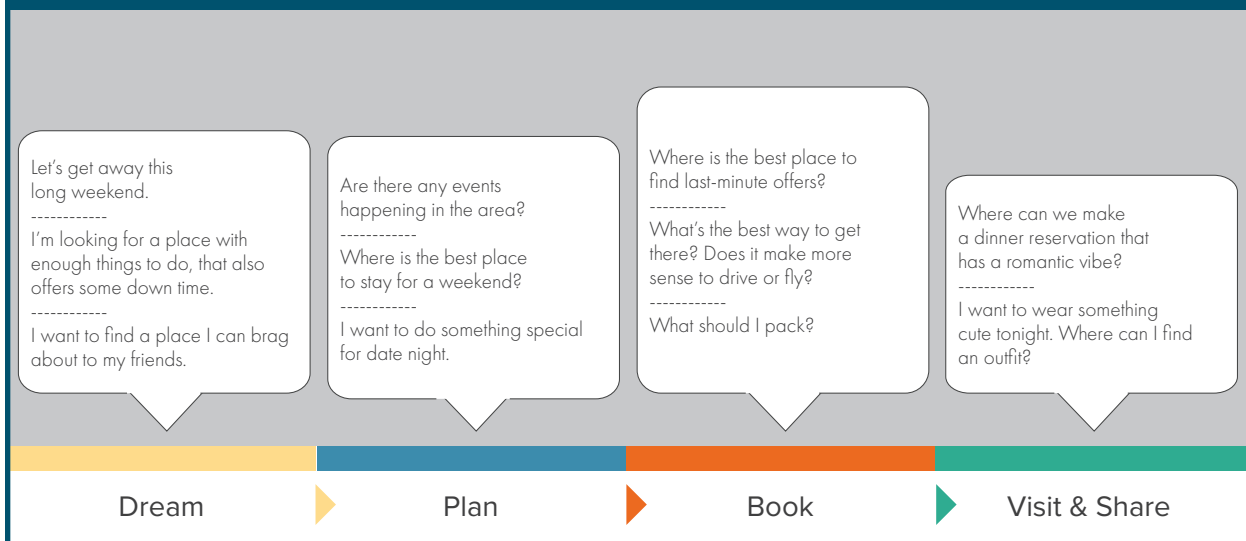 Let's get away this
long weekend.
------------
I'm looking for a place with
enough things to do, that also
offers some down time.
------------
I want to find a place I can brag
about to my friends.
Are there any events
happening in the area?
------------
Where is the best place
to stay for a weekend?
------------
I want to do something special
for date night.
Where is the best place to
find last-minute offers?
------------
What's the best way to get
there? Does it make more
sense to drive or fly?
------------
What should I pack?
Where can we make
a dinner reservation that
has a romantic vibe?
------------
I want to wear something
cute tonight. Where can I find
an outfit?
Dream
Plan
Book
Visit & Share